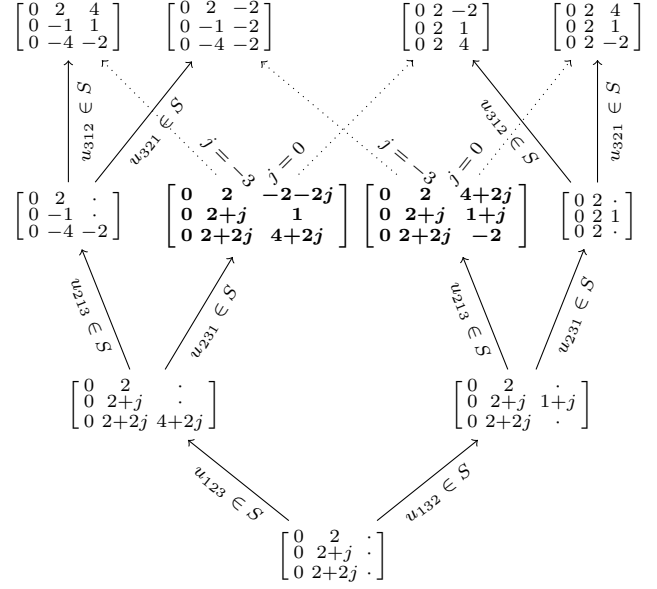 [0 2 4 [0 2 −2 [0 2 −2 [0 2 4
0 −1 1 0 −1 −2 0 2 1 0 2 1
0 −4 −2] 0 −4 −2] 0 2 4] 0 2 −2]
u312 ∈ S u321 ∈ S j = −3 j = 0 j = −3 j = 0 u312 ∈ S u321 ∈ S
[0 2 · [0 2 −2−2j [0 2 4+2j [0 2 ·
0 −1 · 0 2+j 1 0 2+j 1+j 0 2 1
0 −4 −2] 0 2+2j 4+2j] 0 2+2j −2] 0 2 ·]
u213 ∈ S u231 ∈ S u213 ∈ S u231 ∈ S
[0 2 · [0 2 ·
0 2+j · 0 2+j 1+j
0 2+2j 4+2j] 0 2+2j ·]
u123 ∈ S u132 ∈ S
[0 2 ·
0 2+j ·
0 2+2j ·]